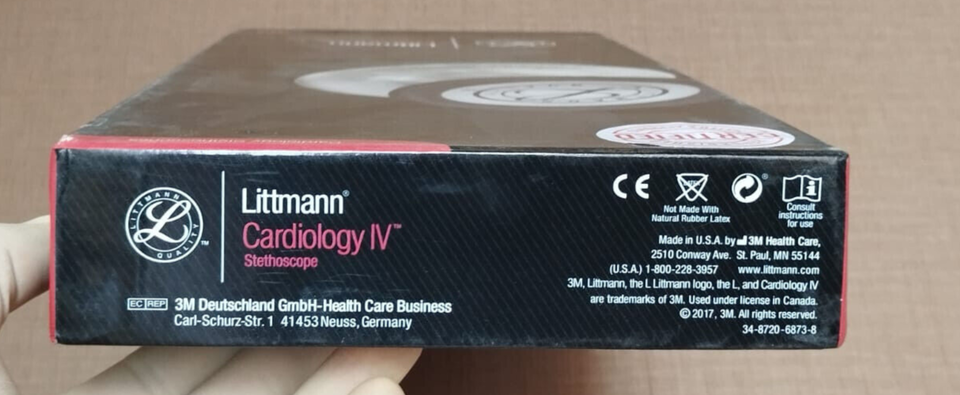 LITTMANN
QUALITY
™
Littmann®
Cardiology IV™
Stethoscope
EC REP
3M Deutschland GmbH-Health Care Business
Carl-Schurz-Str. 1 41453 Neuss, Germany
CE
Not Made With
Natural Rubber Latex
Consult
instructions
for use
Made in U.S.A. by 3M Health Care,
2510 Conway Ave. St. Paul, MN 55144
(U.S.A.) 1-800-228-3957 www.littmann.com
3M, Littmann, the L Littmann logo, the L, and Cardiology IV
are trademarks of 3M. Used under license in Canada.
© 2017, 3M. All rights reserved.
34-8720-6873-8